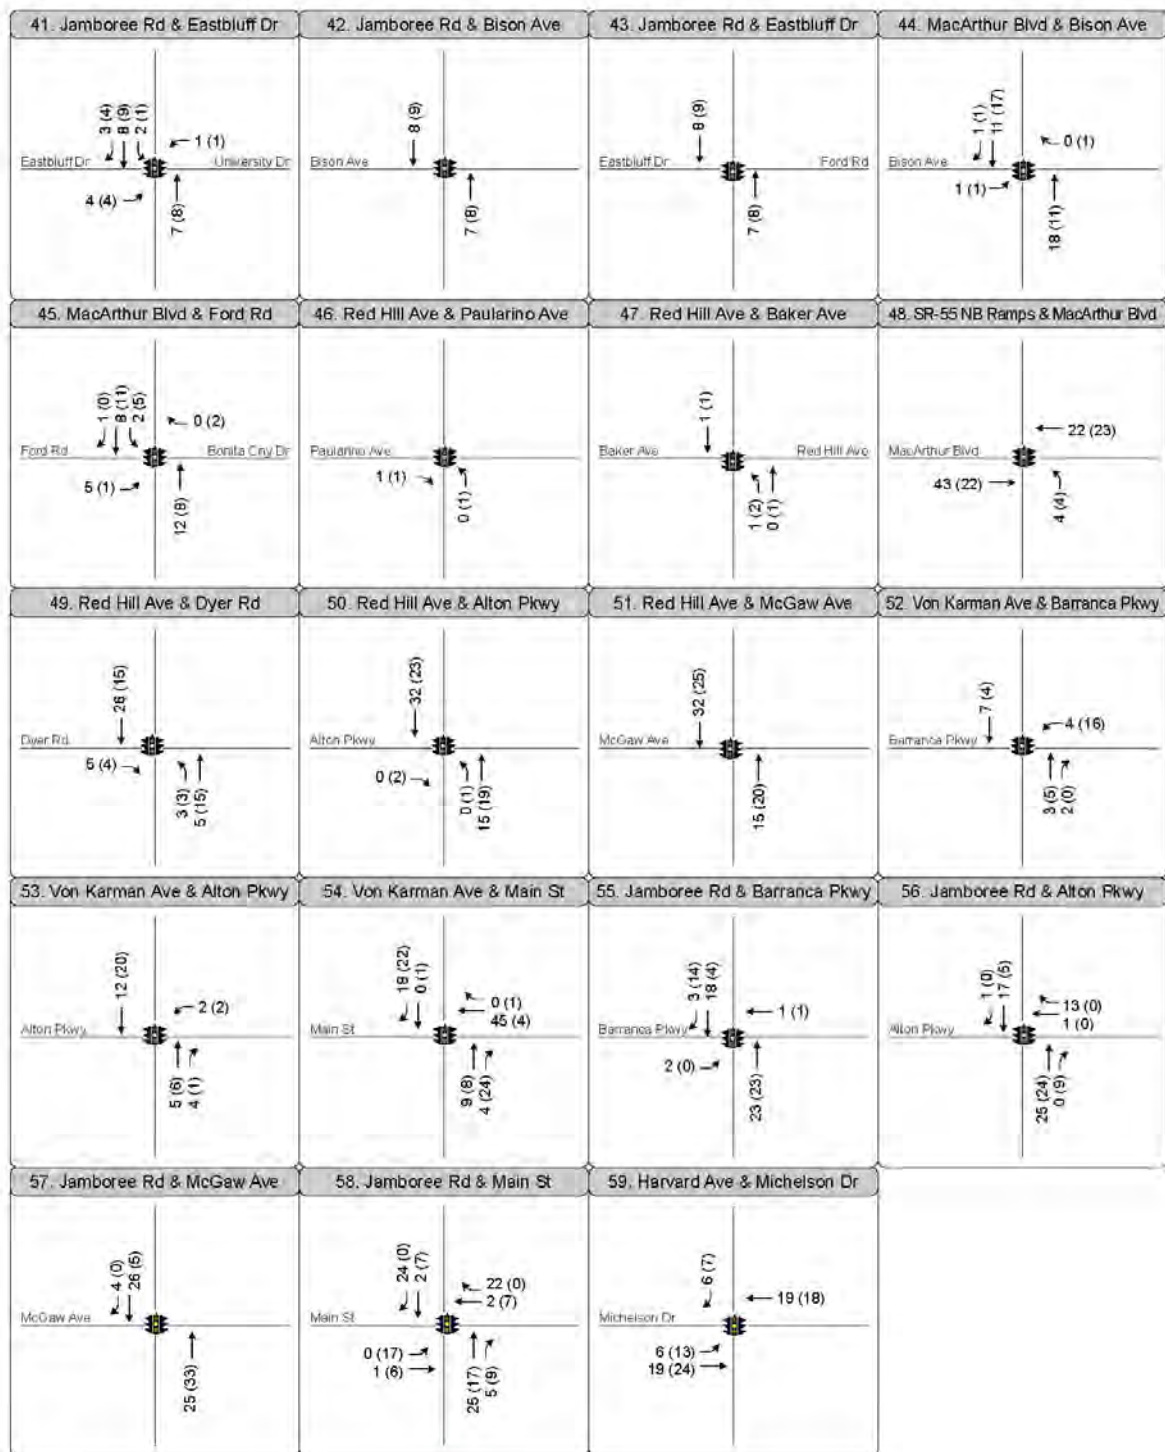 41. Jamboree Rd & Eastbluff Dr
3 (4)
8 (9)
2 (1)
1 (1)
Eastbluff Dr
University Dr
4 (4)
7 (8)
42. Jamboree Rd & Bison Ave
8 (9)
Bison Ave
7 (8)
43. Jamboree Rd & Eastbluff Dr
8 (9)
Eastbluff Dr
Ford Rd
7 (8)
44. MacArthur Blvd & Bison Ave
1 (1)
11 (17)
0 (1)
Bison Ave
1 (1)
18 (11)
45. MacArthur Blvd & Ford Rd
1 (0)
8 (11)
2 (5)
0 (2)
Ford Rd
Bonita Cny Dr
5 (1)
12 (8)
46. Red Hill Ave & Paularino Ave
Paularino Ave
1 (1)
0 (1)
47. Red Hill Ave & Baker Ave
1 (1)
Baker Ave
Red Hill Ave
1 (2)
0 (1)
48. SR-55 NB Ramps & MacArthur Blvd
22 (23)
MacArthur Blvd
43 (22)
4 (4)
49. Red Hill Ave & Dyer Rd
26 (15)
Dyer Rd
5 (4)
3 (3)
5 (15)
50. Red Hill Ave & Alton Pkwy
32 (23)
Alton Pkwy
0 (2)
0 (1)
15 (19)
51. Red Hill Ave & McGaw Ave
32 (25)
McGaw Ave
15 (20)
52. Von Karman Ave & Barranca Pkwy
7 (4)
4 (16)
Barranca Pkwy
3 (5)
2 (0)
53. Von Karman Ave & Alton Pkwy
12 (20)
2 (2)
Alton Pkwy
5 (6)
4 (1)
54. Von Karman Ave & Main St
18 (22)
0 (1)
0 (1)
45 (4)
Main St
9 (8)
4 (24)
55. Jamboree Rd & Barranca Pkwy
3 (14)
18 (4)
1 (1)
Barranca Pkwy
2 (0)
23 (23)
56. Jamboree Rd & Alton Pkwy
1 (0)
17 (5)
13 (0)
1 (0)
Alton Pkwy
25 (24)
0 (9)
57. Jamboree Rd & McGaw Ave
4 (0)
26 (5)
McGaw Ave
25 (33)
58. Jamboree Rd & Main St
24 (0)
2 (7)
22 (0)
2 (7)
Main St
0 (17)
1 (6)
25 (17)
5 (9)
59. Harvard Ave & Michelson Dr
6 (7)
19 (18)
Michelson Dr
6 (13)
19 (24)